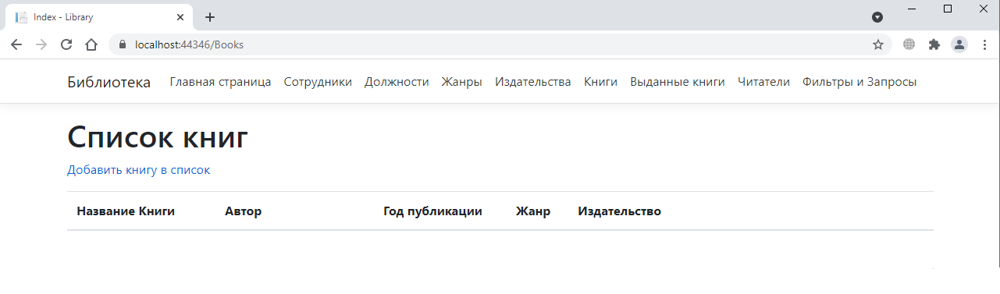 Index - Library
localhost:44346/Books
Библиотека Главная страница Сотрудники Должности Жанры Издательства Книги Выданные книги Читатели Фильтры и Запросы
Список книг
Добавить книгу в список
Название Книги Автор Год публикации Жанр Издательство